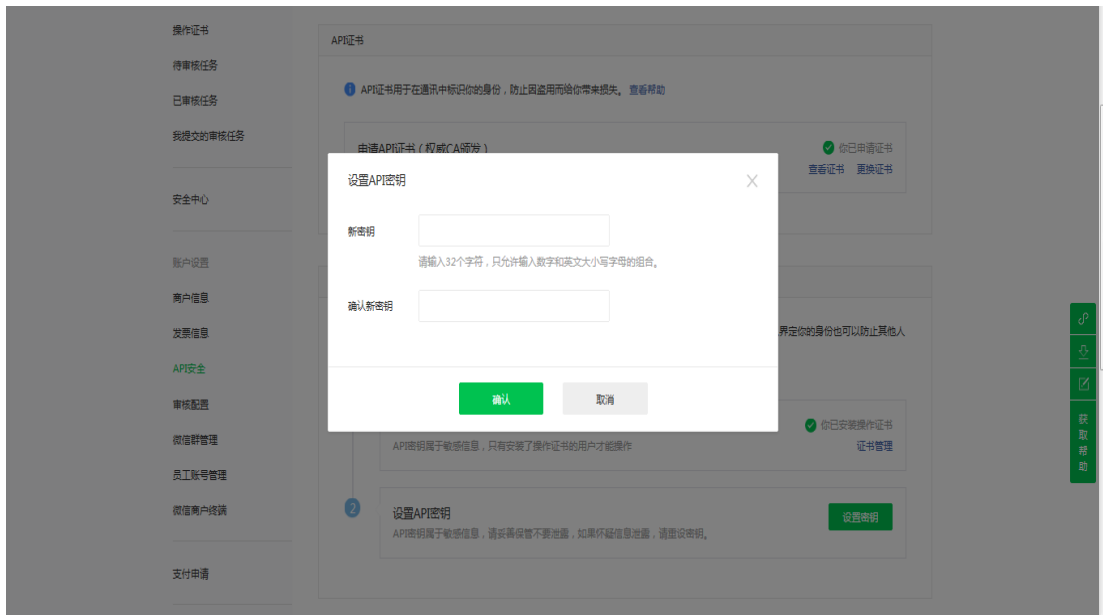 操作证书
待审核任务
已审核任务
我提交的审核任务
安全中心
账户设置
商户信息
发票信息
API安全
审核配置
微信群管理
员工账号管理
微信商户终端
支付申请
API证书
API证书用于在通讯中标识你的身份，防止因盗用而给你带来损失。 查看帮助
申请API证书（权威CA颁发）
你已申请证书
查看证书 更换证书
设置API密钥
X
新密钥
请输入32个字符，只允许输入数字和英文大小写字母的组合。
确认新密钥
确认 取消
界定你的身份也可以防止其他人
你已安装操作证书
API密钥属于敏感信息，只有安装了操作证书的用户才能操作
证书管理
2
设置API密钥
API密钥属于敏感信息，请妥善保管不要泄露，如果怀疑信息泄露，请重设密钥。
设置密钥
获取帮助